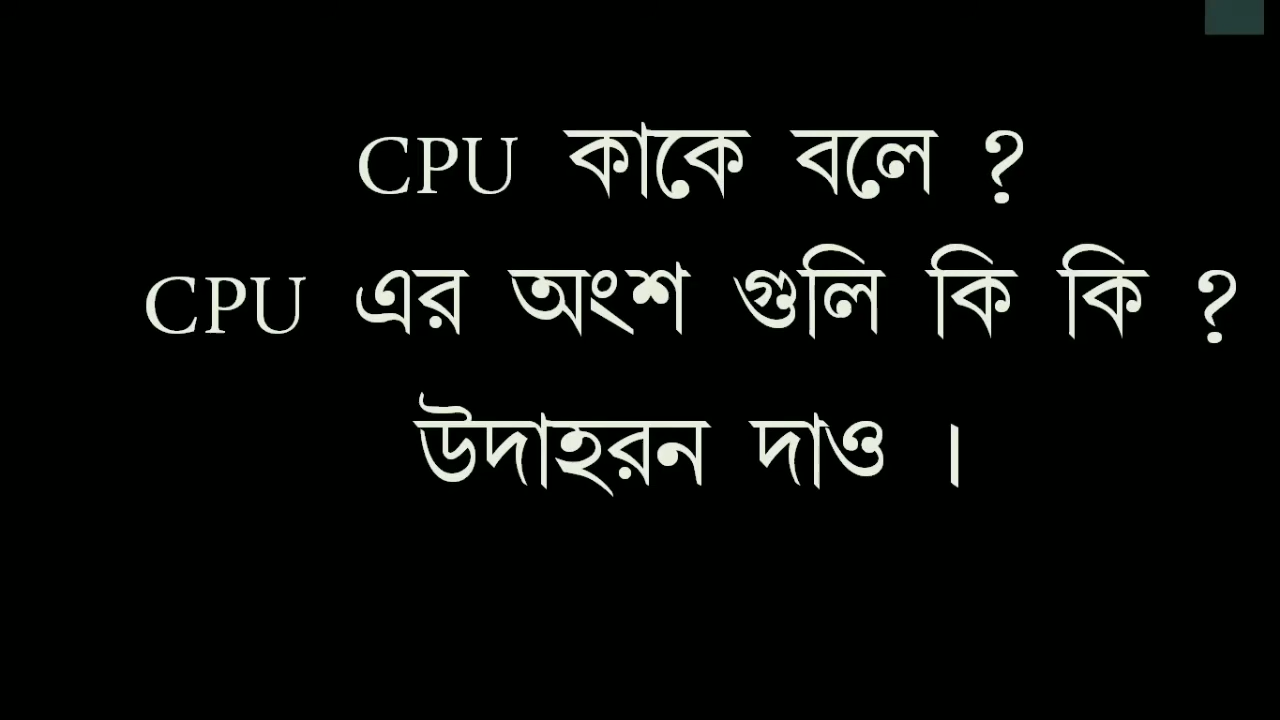 CPU কাকে বলে ?
CPU এর অংশ গুলি কি কি ?
উদাহরন দাও ।